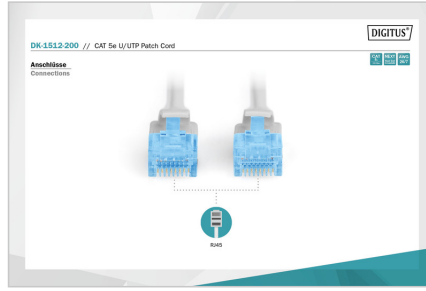 DIGITUS®
DK-1512-200 // CAT 5e U/UTP Patch Cord
Anschlüsse
Connections
RJ45